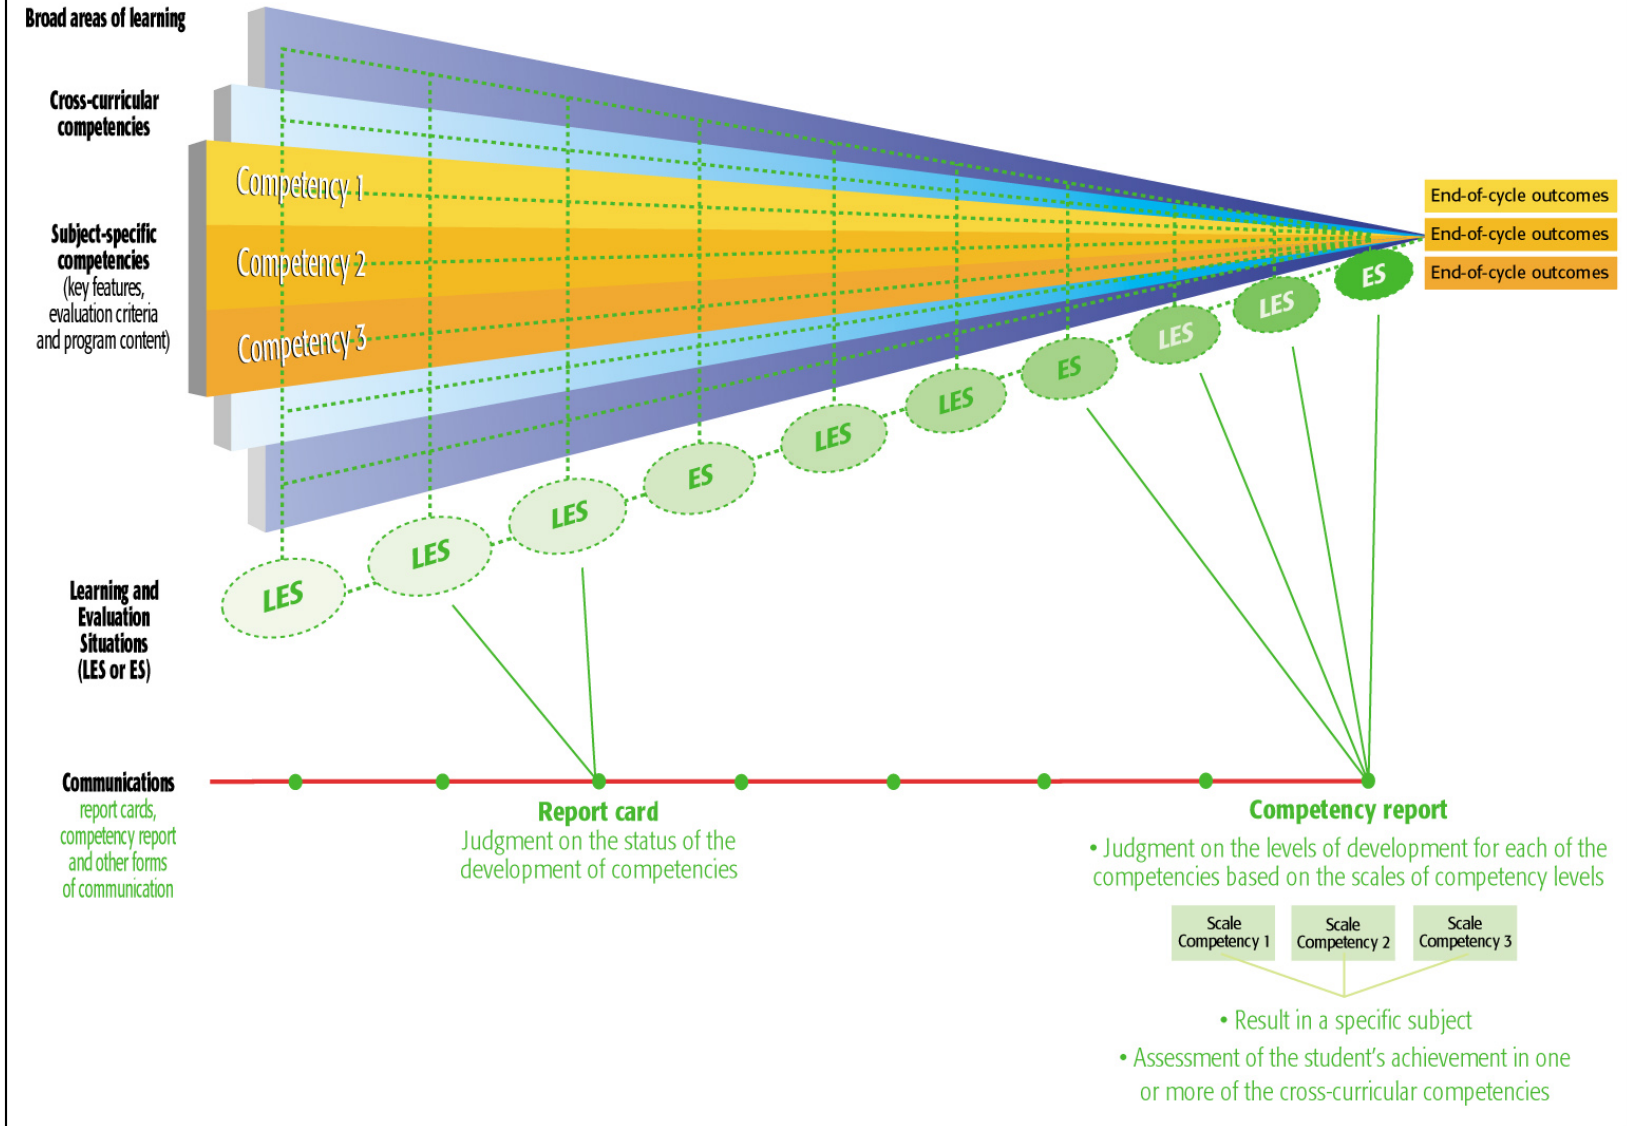 Broad areas of learning
Cross-curricular
competencies
Competency 1
Subject-specific
competencies
(key features,
evaluation criteria
and program content)
Competency 2
Competency 3
End-of-cycle outcomes
End-of-cycle outcomes
End-of-cycle outcomes
Learning and
Evaluation
Situations
(LES or ES)
LES
LES
LES
ES
LES
LES
ES
LES
LES
ES
Communications
report cards,
competency report
and other forms
of communication
Report card
Judgment on the status of the
development of competencies
Competency report
• Judgment on the levels of development for each of the
competencies based on the scales of competency levels
Scale
Competency 1
Scale
Competency 2
Scale
Competency 3
• Result in a specific subject
• Assessment of the student's achievement in one
or more of the cross-curricular competencies